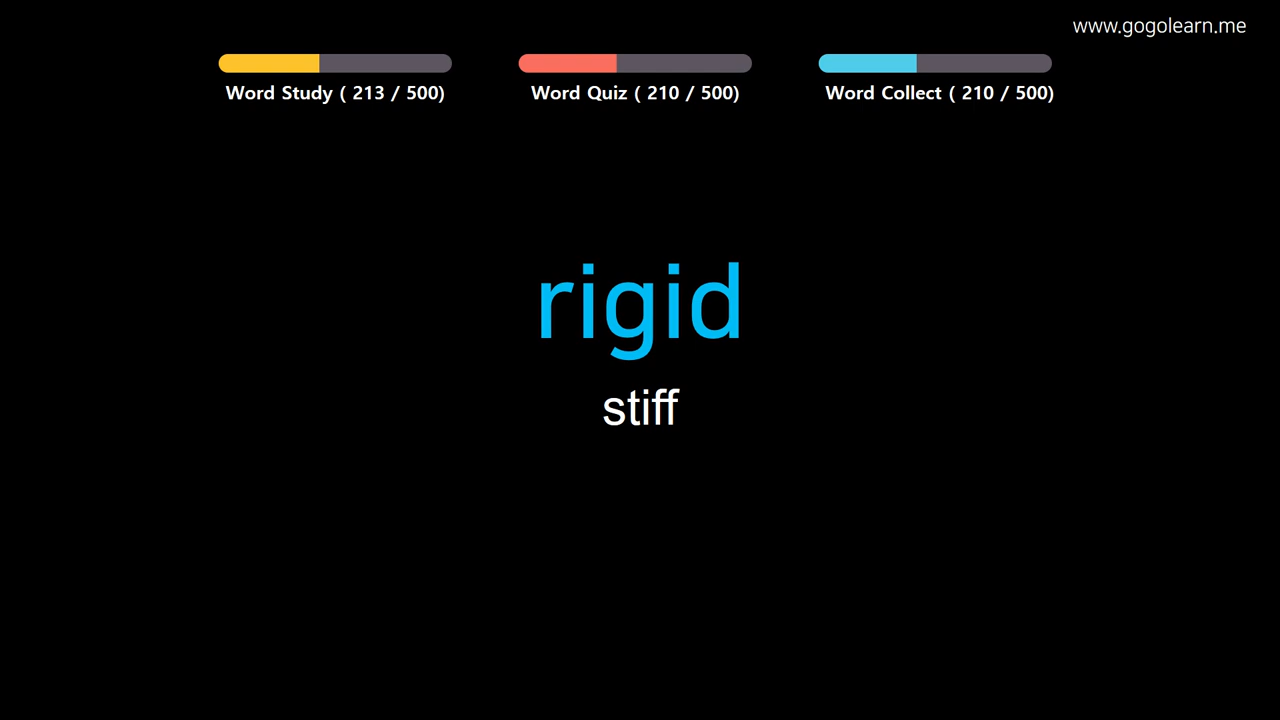 www.gogolearn.me
Word Study ( 213 / 500)
Word Quiz ( 210 / 500)
Word Collect ( 210 / 500)
rigid
stiff